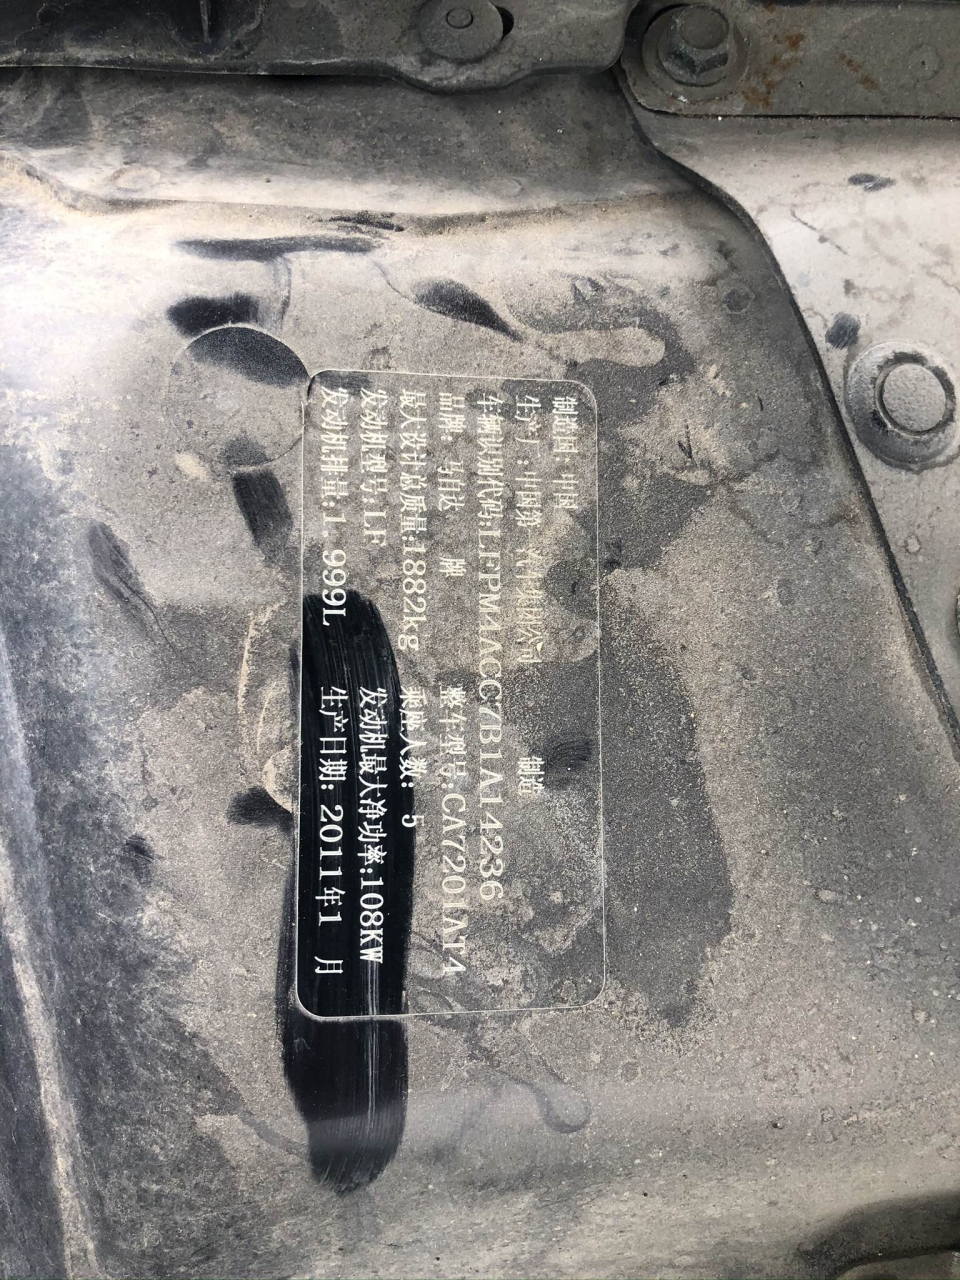 制造国:中国
生产厂:中国第一汽车集团公司 制造
车辆识别代码:LFPM4ACC7B1A14236
品牌: 马自达 牌 整车型号:CA7201AT4
最大设计总质量:1882kg 乘座人数: 5
发动机型号:LF 发动机最大净功率:108KW
发动机排量:1.999L 生产日期: 2011年1 月